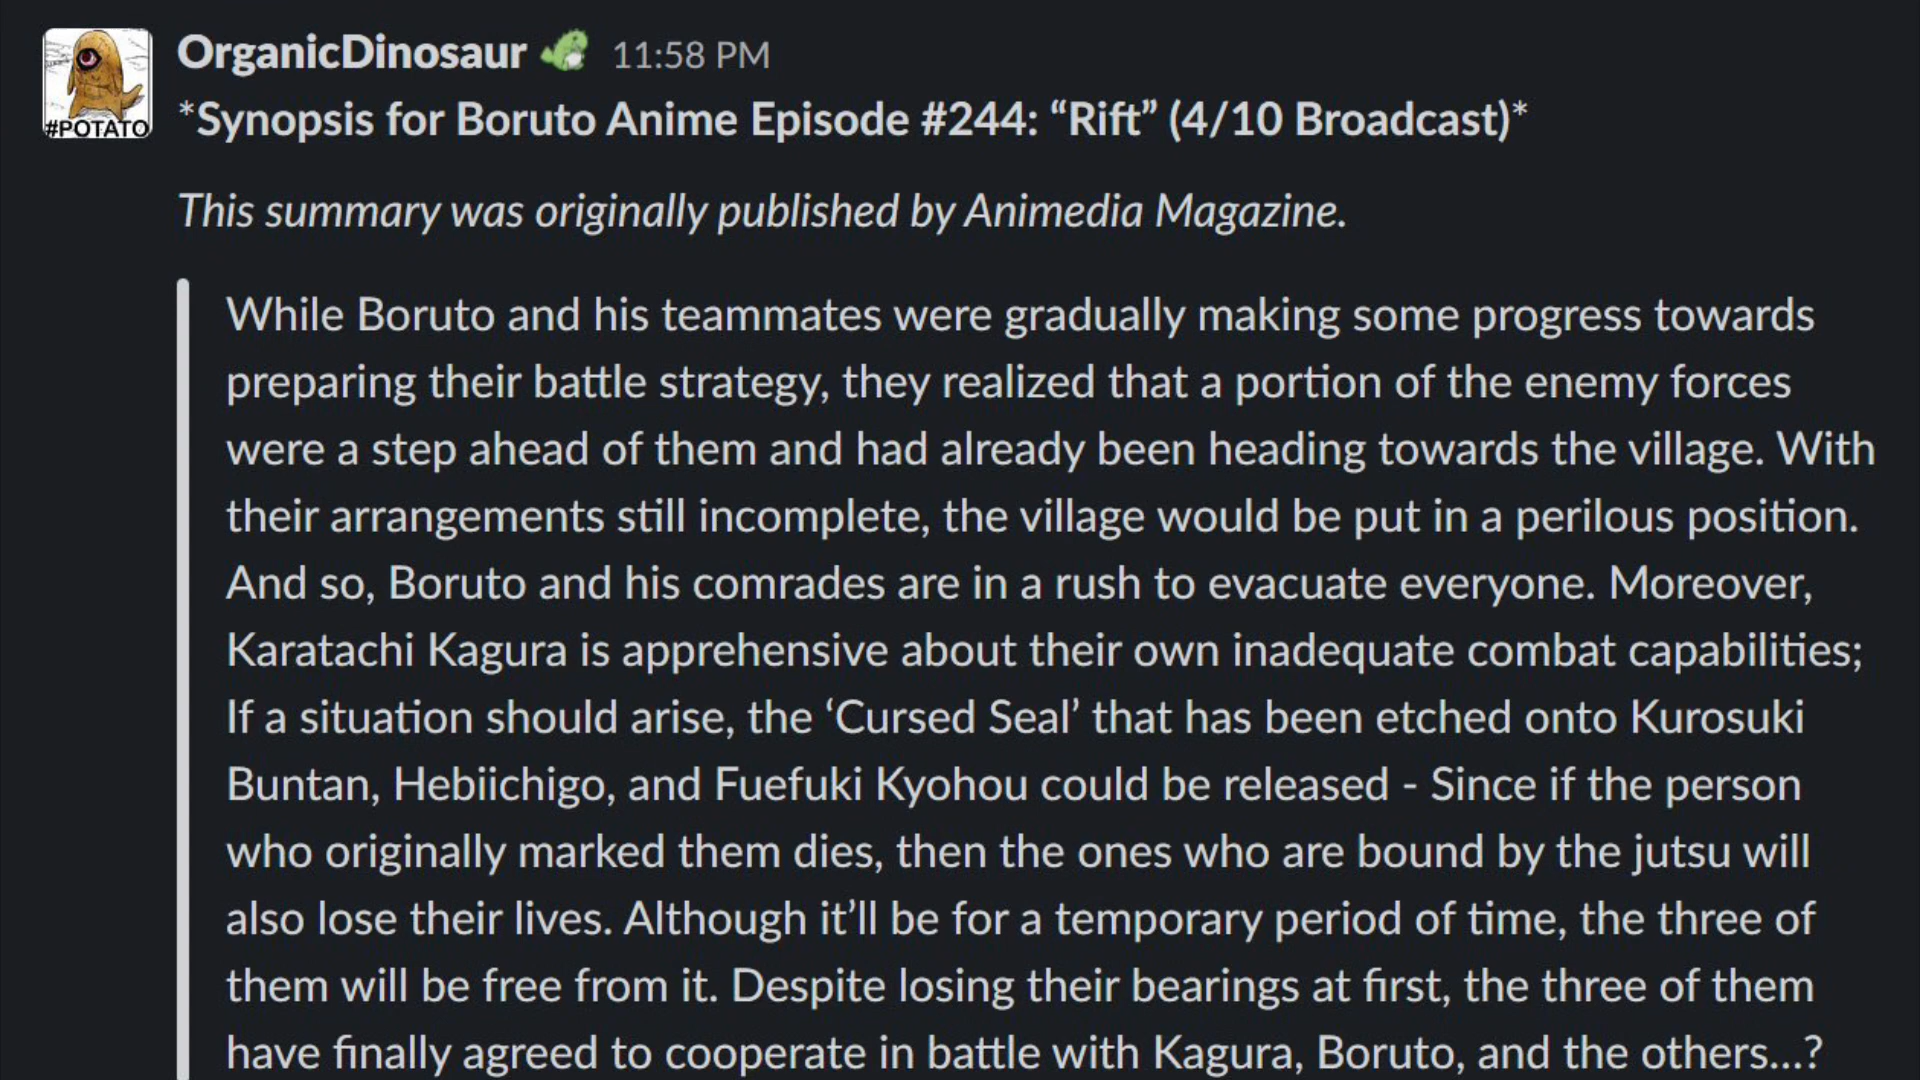 OrganicDinosaur 11:58 PM
#POTATO
*Synopsis for Boruto Anime Episode #244: “Rift” (4/10 Broadcast)*
This summary was originally published by Animedia Magazine.
While Boruto and his teammates were gradually making some progress towards
preparing their battle strategy, they realized that a portion of the enemy forces
were a step ahead of them and had already been heading towards the village. With
their arrangements still incomplete, the village would be put in a perilous position.
And so, Boruto and his comrades are in a rush to evacuate everyone. Moreover,
Karatachi Kagura is apprehensive about their own inadequate combat capabilities;
If a situation should arise, the ‘Cursed Seal’ that has been etched onto Kurosuki
Buntan, Hebiichigo, and Fuefuki Kyohou could be released - Since if the person
who originally marked them dies, then the ones who are bound by the jutsu will
also lose their lives. Although it’ll be for a temporary period of time, the three of
them will be free from it. Despite losing their bearings at first, the three of them
have finally agreed to cooperate in battle with Kagura, Boruto, and the others...?